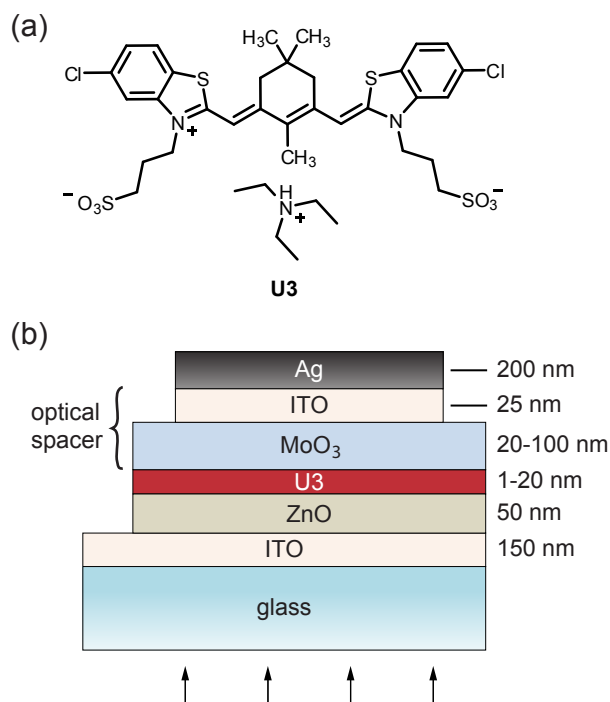 (a)
H₃C CH₃
Cl S S Cl
N + CH₃ N
⁻O₃S SO₃⁻
H
N
+
U3
(b)
Ag 200 nm
optical spacer ITO 25 nm
MoO₃ 20-100 nm
U3 1-20 nm
ZnO 50 nm
ITO 150 nm
glass